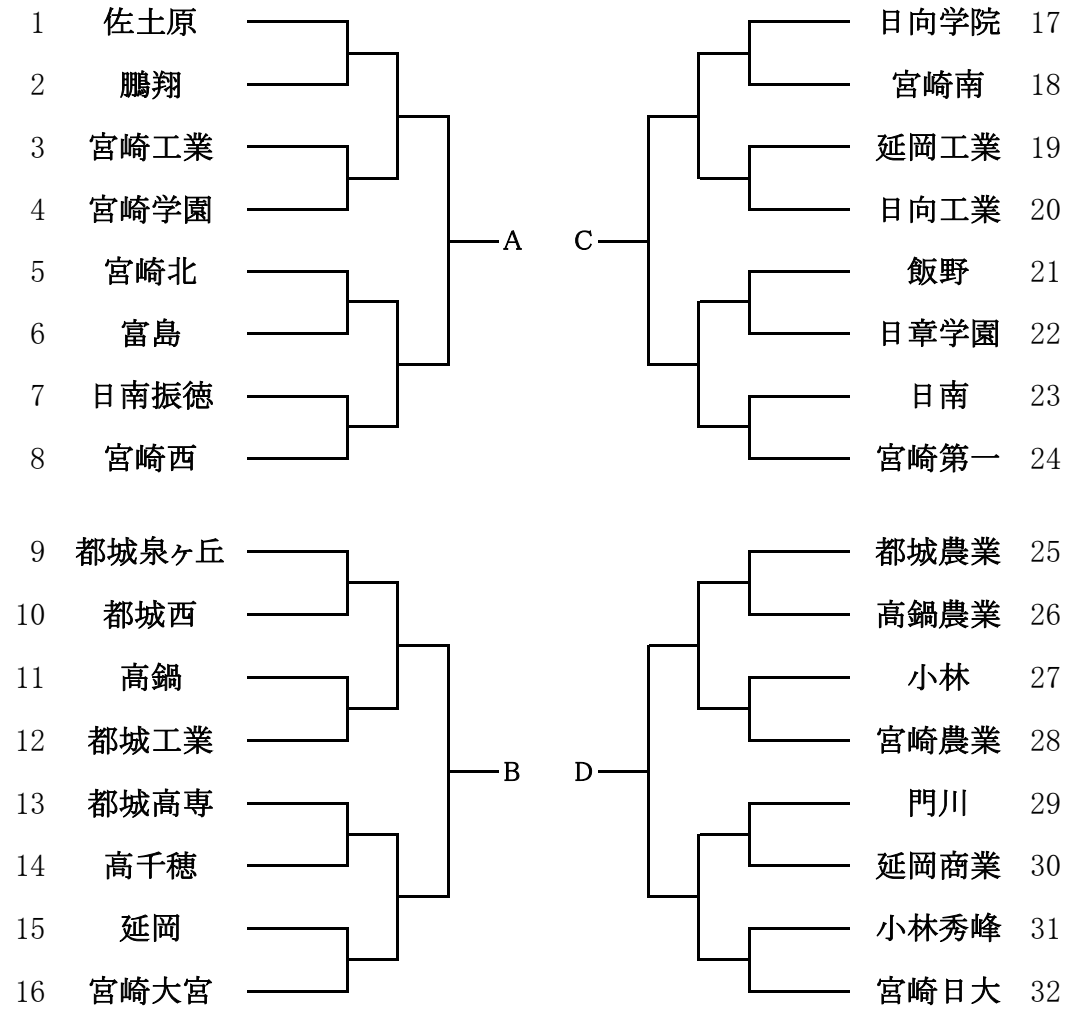 1 佐土原
2 鵬翔
3 宮崎工業
4 宮崎学園
5 宮崎北
6 富島
7 日南振徳
8 宮崎西
A
9 都城泉ヶ丘
10 都城西
11 高鍋
12 都城工業
13 都城高専
14 高千穂
15 延岡
16 宮崎大宮
B
日向学院 17
宮崎南 18
延岡工業 19
日向工業 20
飯野 21
日章学園 22
日南 23
宮崎第一 24
C
都城農業 25
高鍋農業 26
小林 27
宮崎農業 28
門川 29
延岡商業 30
小林秀峰 31
宮崎日大 32
D